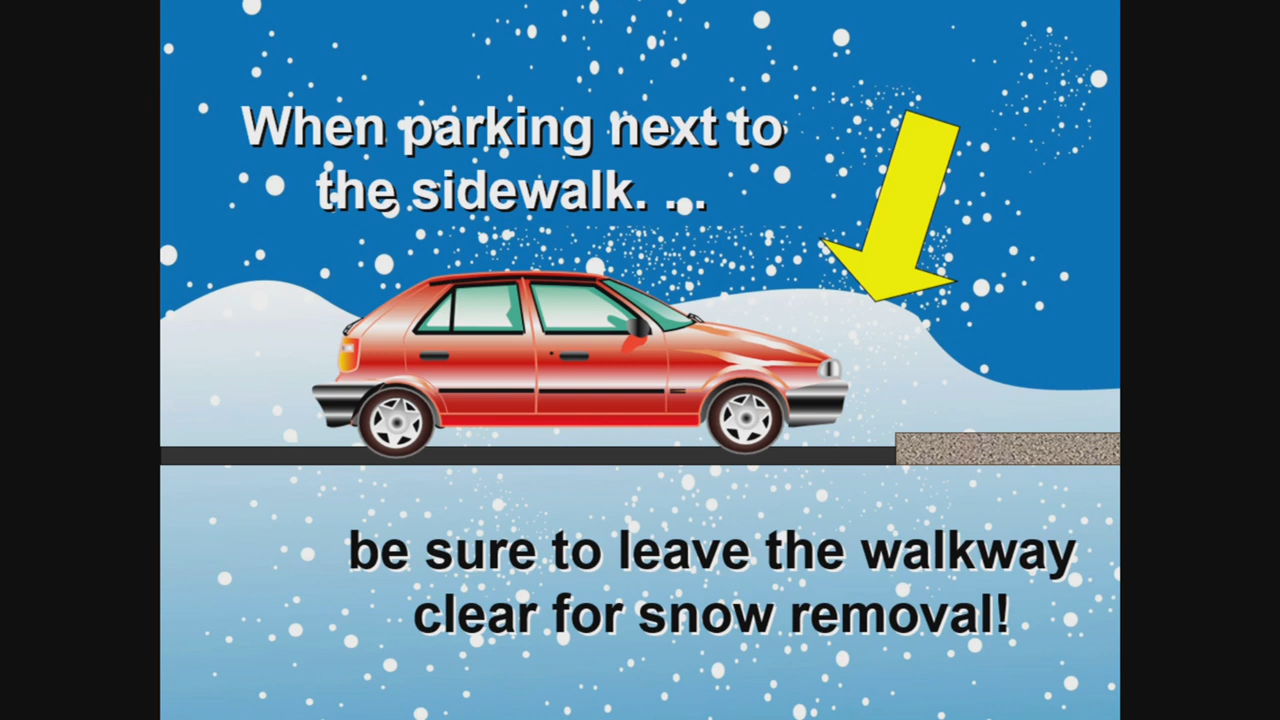 When parking next to
the sidewalk. . .
be sure to leave the walkway
clear for snow removal!